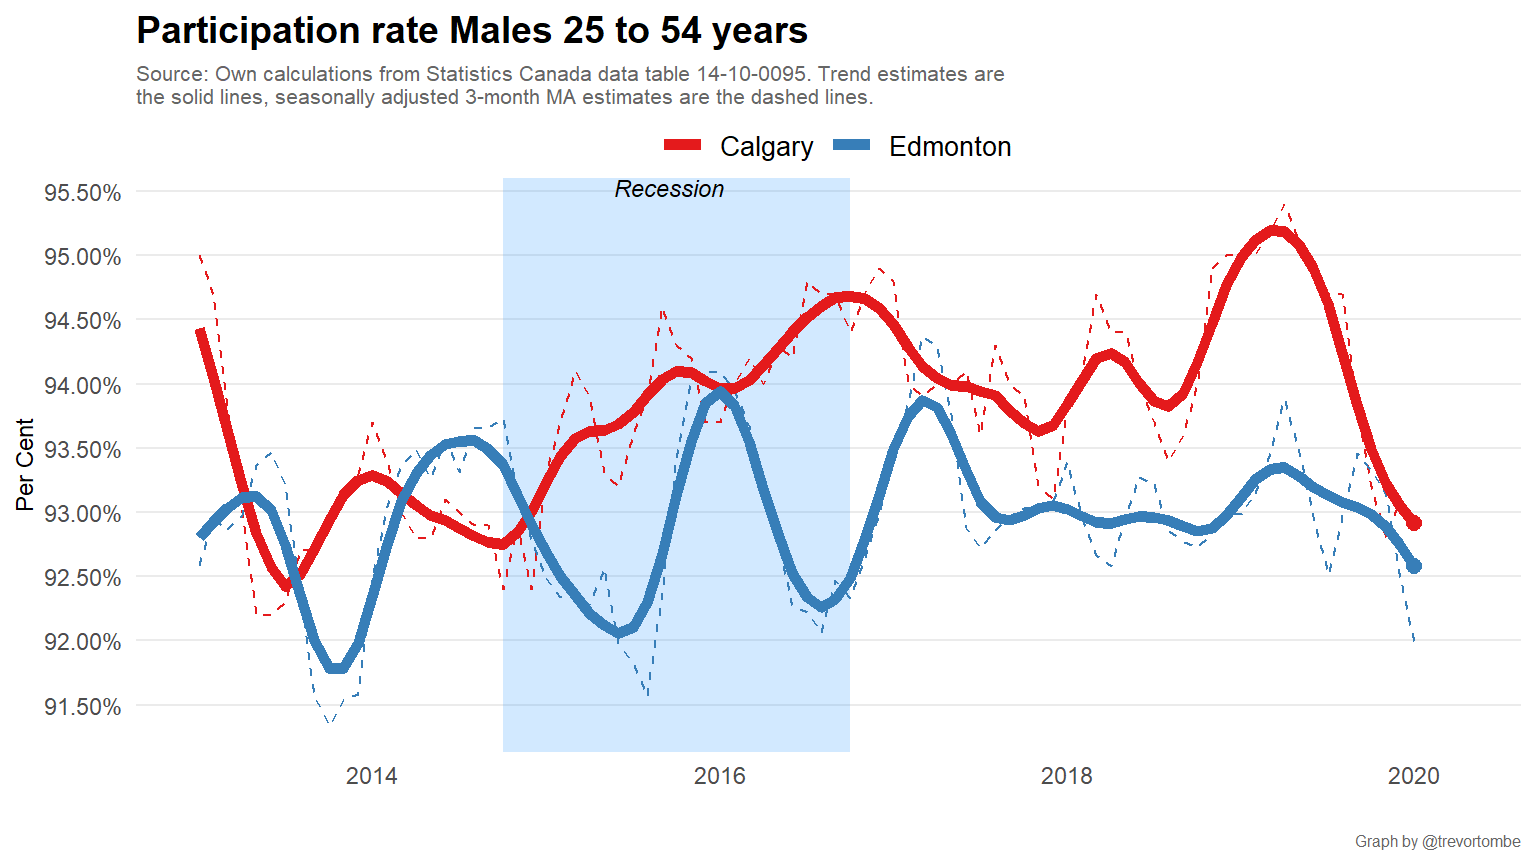 Participation rate Males 25 to 54 years
Source: Own calculations from Statistics Canada data table 14-10-0095. Trend estimates are
the solid lines, seasonally adjusted 3-month MA estimates are the dashed lines.
Calgary Edmonton
Recession
95.50%
95.00%
94.50%
94.00%
93.50%
93.00%
92.50%
92.00%
91.50%
Per Cent
2014 2016 2018 2020
Graph by @trevortombe